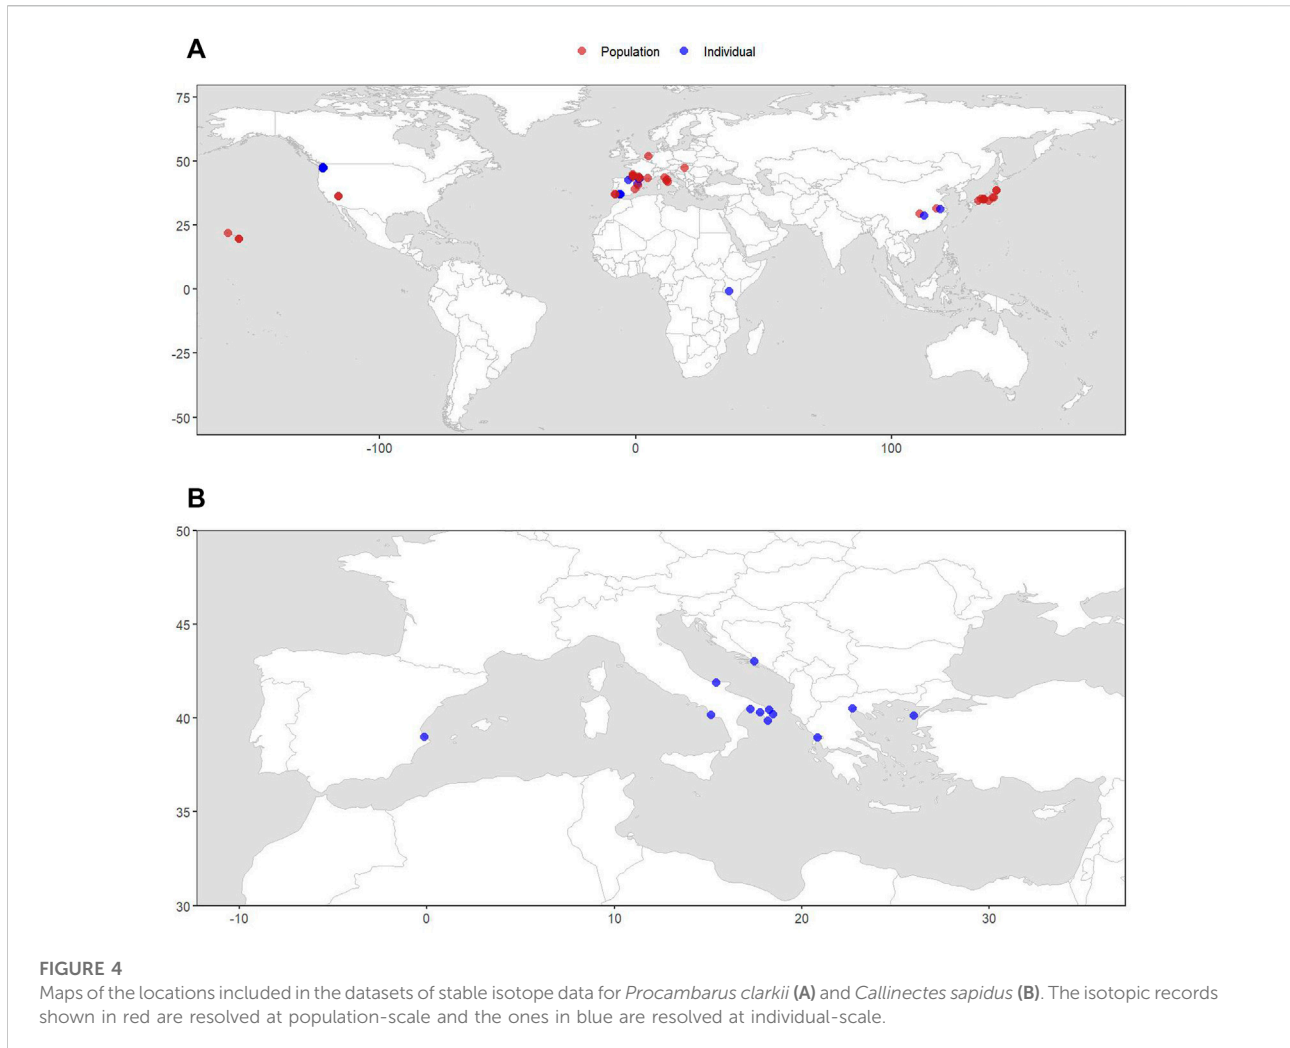 A
Population Individual
75
50
25
0
-25
-50
-100 0 100
B
50
45
40
35
30
-10 0 10 20 30
FIGURE 4
Maps of the locations included in the datasets of stable isotope data for Procambarus clarkii (A) and Callinectes sapidus (B). The isotopic records
shown in red are resolved at population-scale and the ones in blue are resolved at individual-scale.